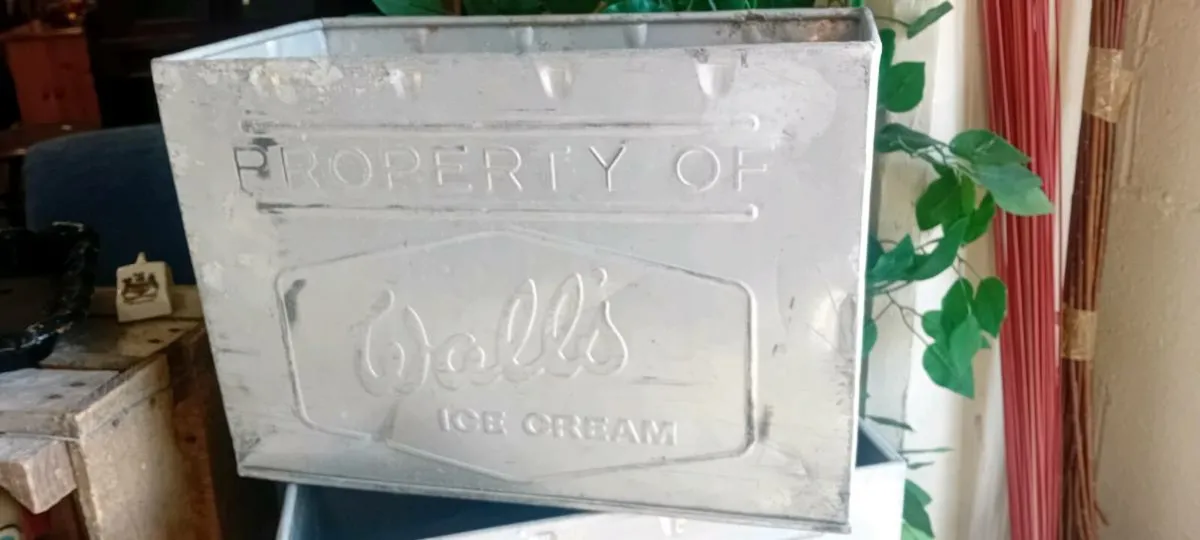 PROPERTY OF
Wall's
ICE CREAM